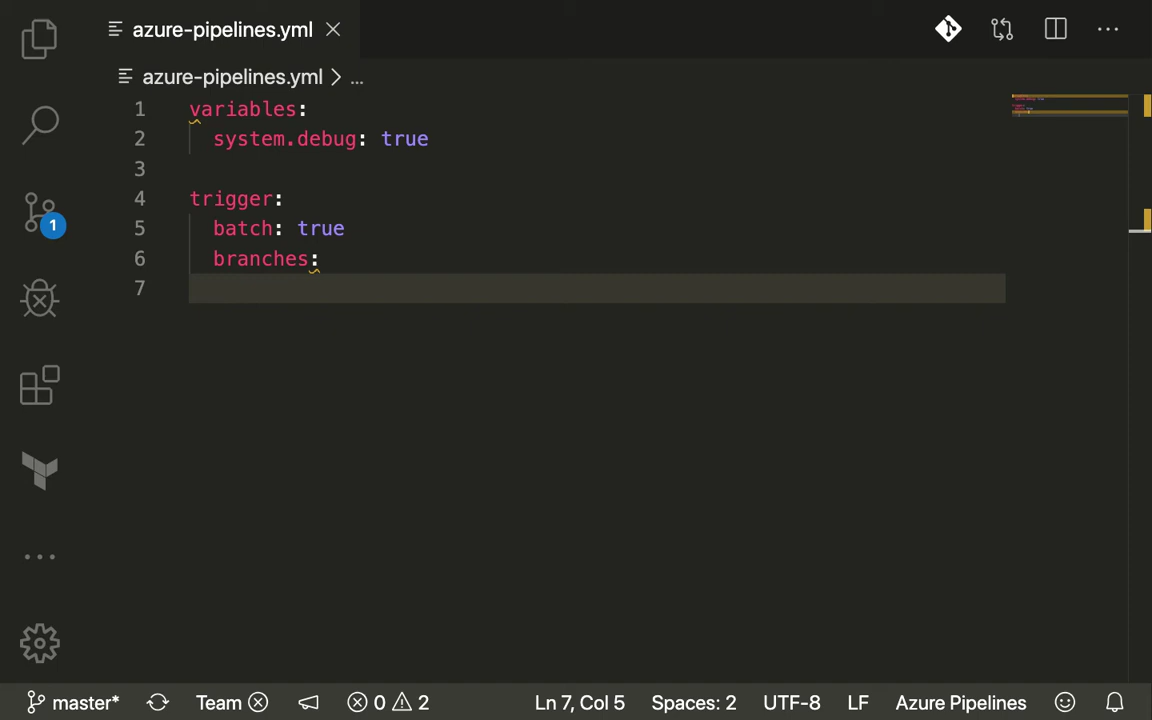 azure-pipelines.yml
azure-pipelines.yml > ...
1 variables:
2 system.debug: true
3
4 trigger:
5 batch: true
6 branches:
7
1
master* Team 0 2 Ln 7, Col 5 Spaces: 2 UTF-8 LF Azure Pipelines